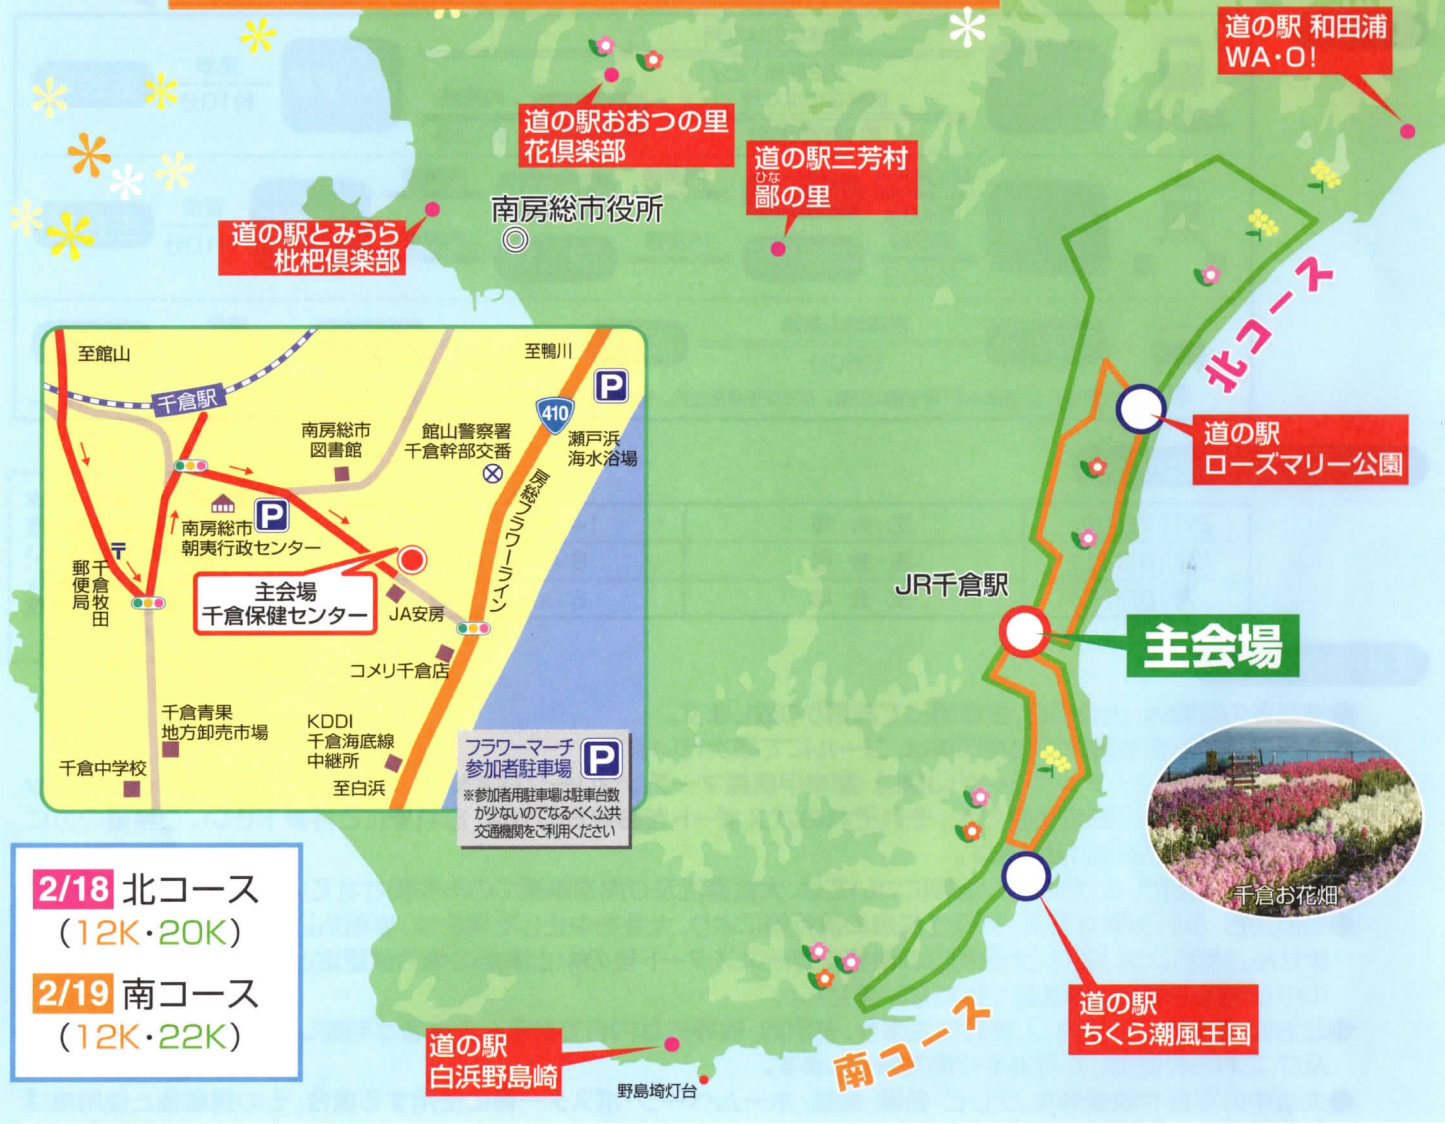 道の駅 和田浦
WA・O!
道の駅おおつの里
花倶楽部
道の駅三芳村
ひな
鄙の里
南房総市役所
道の駅とみうら
枇杷倶楽部
北コース
道の駅
ローズマリー公園
JR千倉駅
主会場
千倉お花畑
道の駅
ちくら潮風王国
南コース
道の駅
白浜野島崎
野島埼灯台
至館山
千倉駅
至鴨川
P
410
瀬戸浜
海水浴場
南房総市
図書館
館山警察署
千倉幹部交番
房総フラワーライン
P
南房総市
朝夷行政センター
〒
千倉牧田
郵便局
主会場
千倉保健センター
JA安房
コメリ千倉店
千倉青果
地方卸売市場
KDDI
千倉海底線
中継所
千倉中学校
至白浜
フラワーマーチ
参加者駐車場
P
※参加者用駐車場は駐車台数
が少ないのでなるべく、公共
交通機関をご利用ください
2/18 北コース
(12K・20K)
2/19 南コース
(12K・22K)